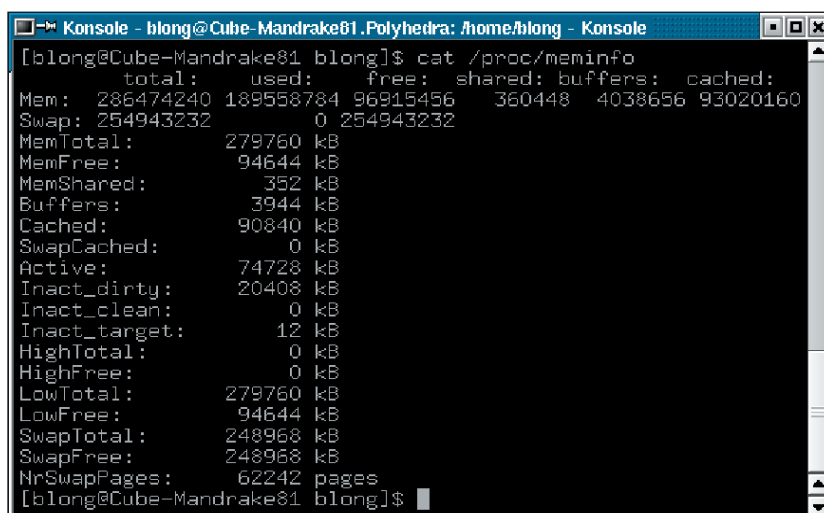 Konsole - blong@Cube-Mandrake81.Polyhedra: /home/blong - Konsole
[blong@Cube-Mandrake81 blong]$ cat /proc/meminfo
total: used: free: shared: buffers: cached:
Mem: 286474240 189558784 96915456 360448 4038656 93020160
Swap: 254943232 0 254943232
MemTotal: 279760 kB
MemFree: 94644 kB
MemShared: 352 kB
Buffers: 3944 kB
Cached: 90840 kB
SwapCached: 0 kB
Active: 74728 kB
Inact_dirty: 20408 kB
Inact_clean: 0 kB
Inact_target: 12 kB
HighTotal: 0 kB
HighFree: 0 kB
LowTotal: 279760 kB
LowFree: 94644 kB
SwapTotal: 248968 kB
SwapFree: 248968 kB
NrSwapPages: 62242 pages
[blong@Cube-Mandrake81 blong]$